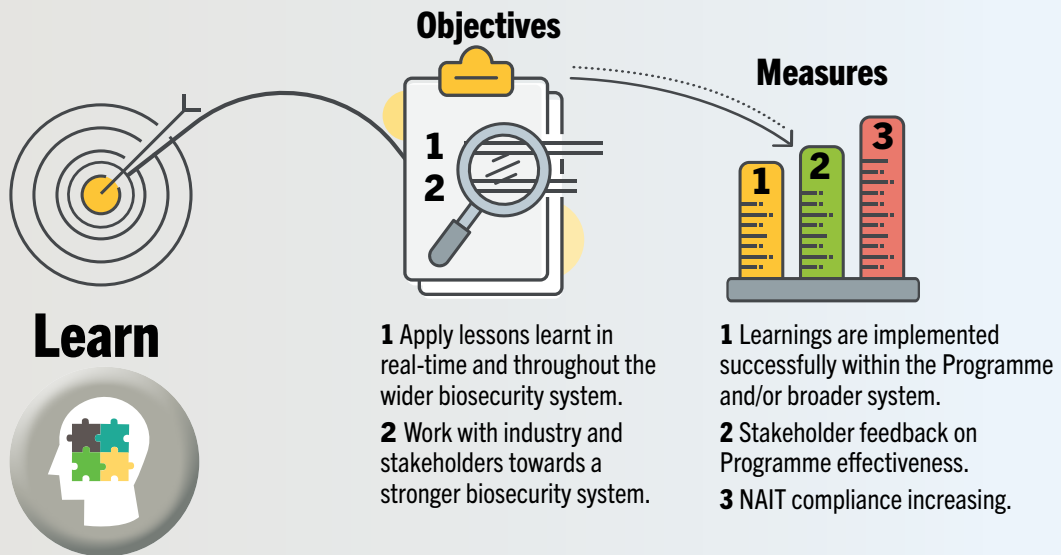 Objectives
Measures
1
2
1
2
3
Learn
1 Apply lessons learnt in
real-time and throughout the
wider biosecurity system.
2 Work with industry and
stakeholders towards a
stronger biosecurity system.
1 Learnings are implemented
successfully within the Programme
and/or broader system.
2 Stakeholder feedback on
Programme effectiveness.
3 NAIT compliance increasing.